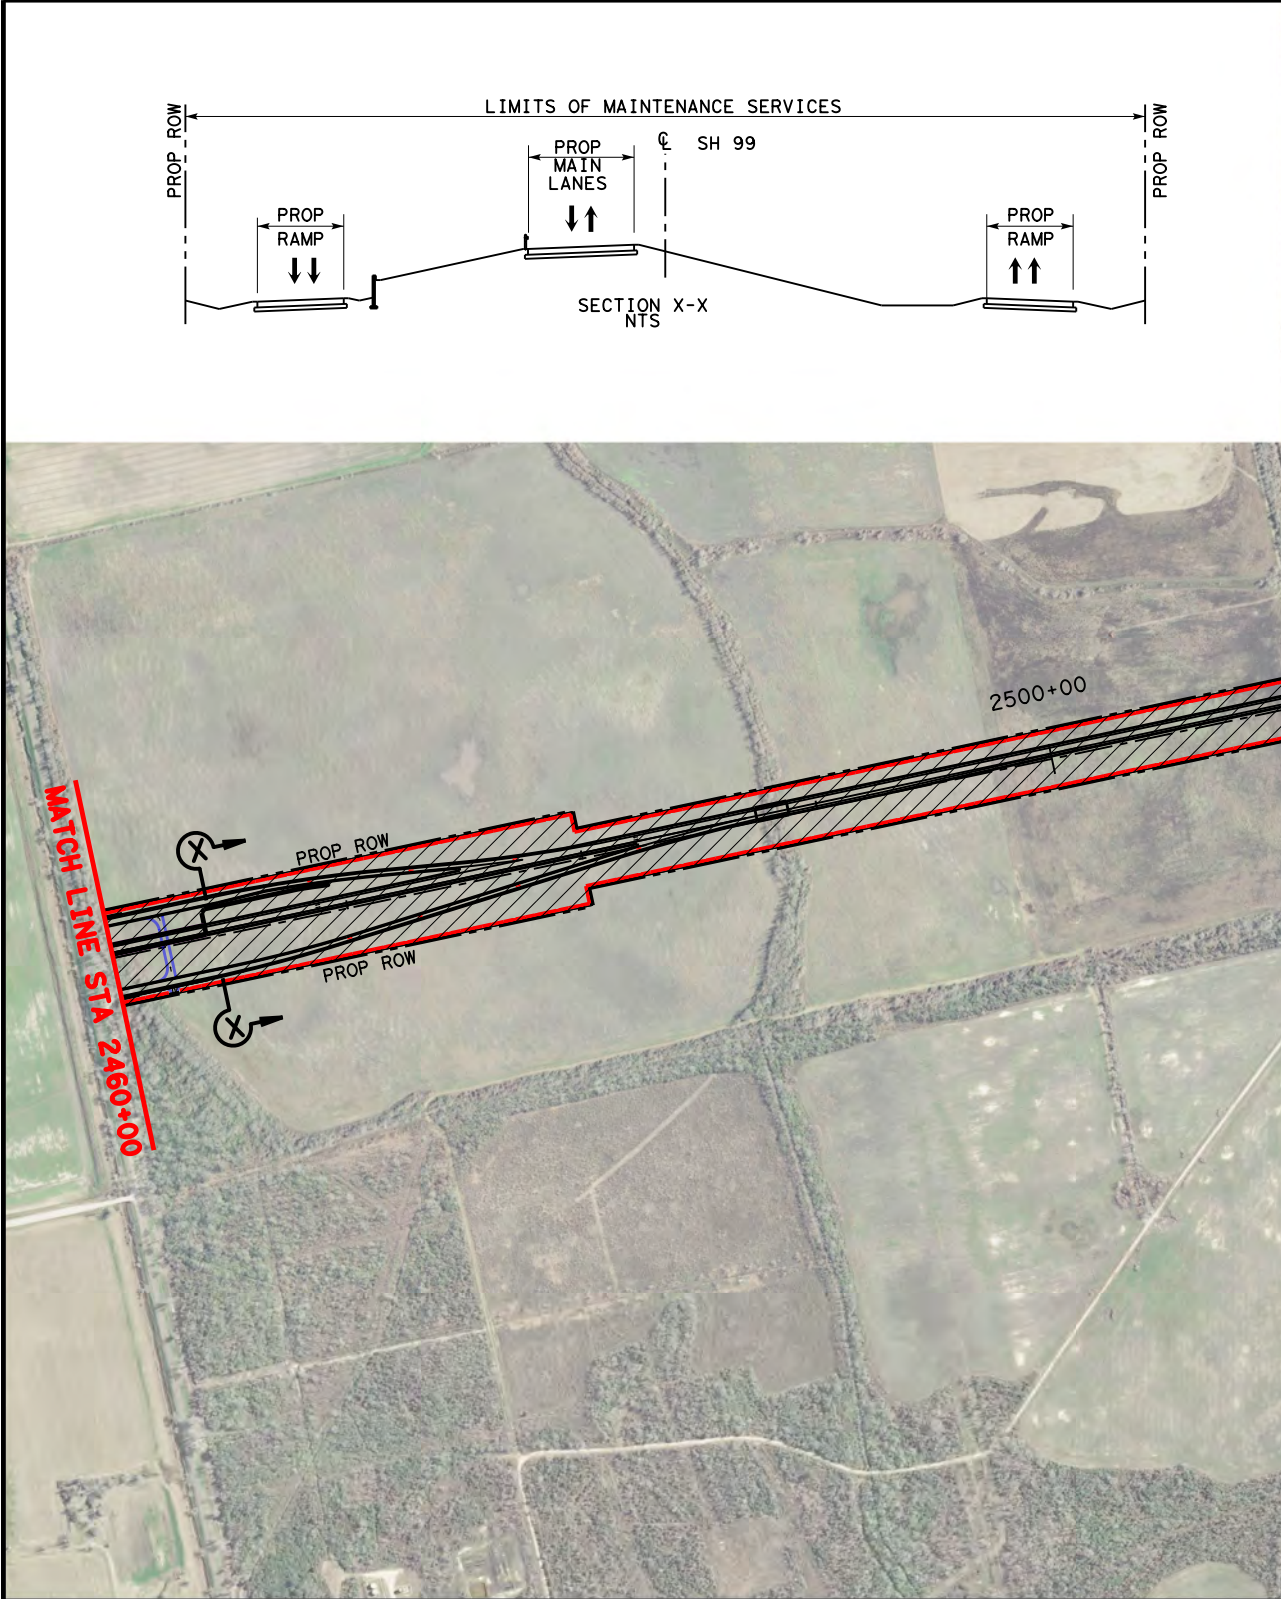 LIMITS OF MAINTENANCE SERVICES
PROP ROW
PROP ROW
℄ SH 99
PROP
MAIN
LANES
PROP
RAMP
PROP
RAMP
SECTION X-X
NTS
2500+00
MATCH LINE STA 2460+00
X
PROP ROW
PROP ROW
X